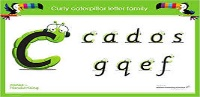 Curly caterpillar letter family
C c a d o s
g q e f